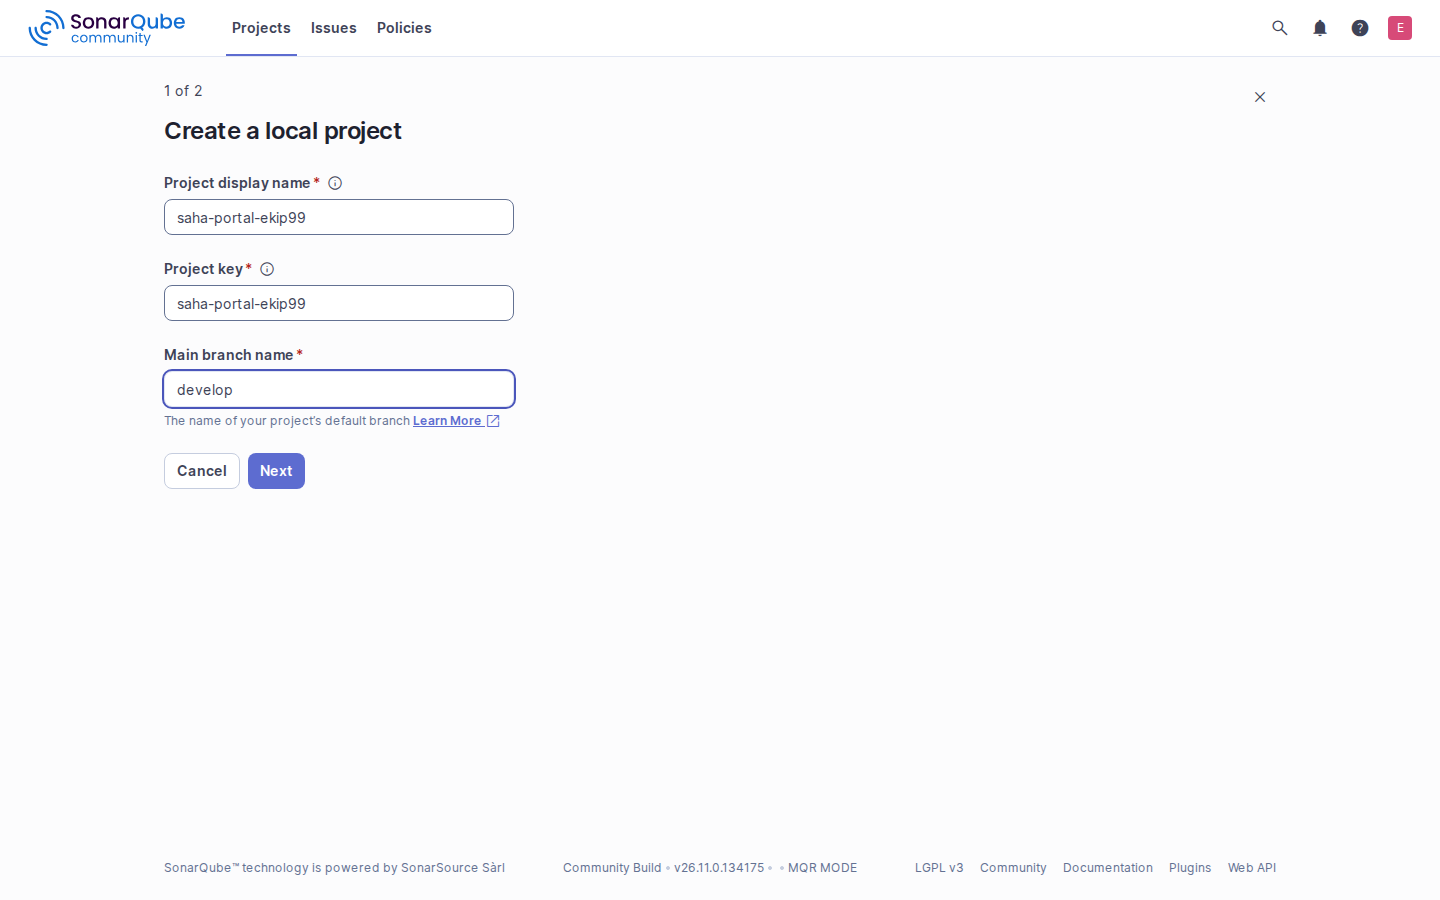 SonarQube community
Projects Issues Policies
? E
1 of 2
Create a local project
Project display name *
saha-portal-ekip99
Project key *
saha-portal-ekip99
Main branch name *
develop
The name of your project's default branch Learn More
Cancel Next
SonarQube™ technology is powered by SonarSource Sàrl
Community Build • v26.11.0.134175 • • MQR MODE
LGPL v3 Community Documentation Plugins Web API